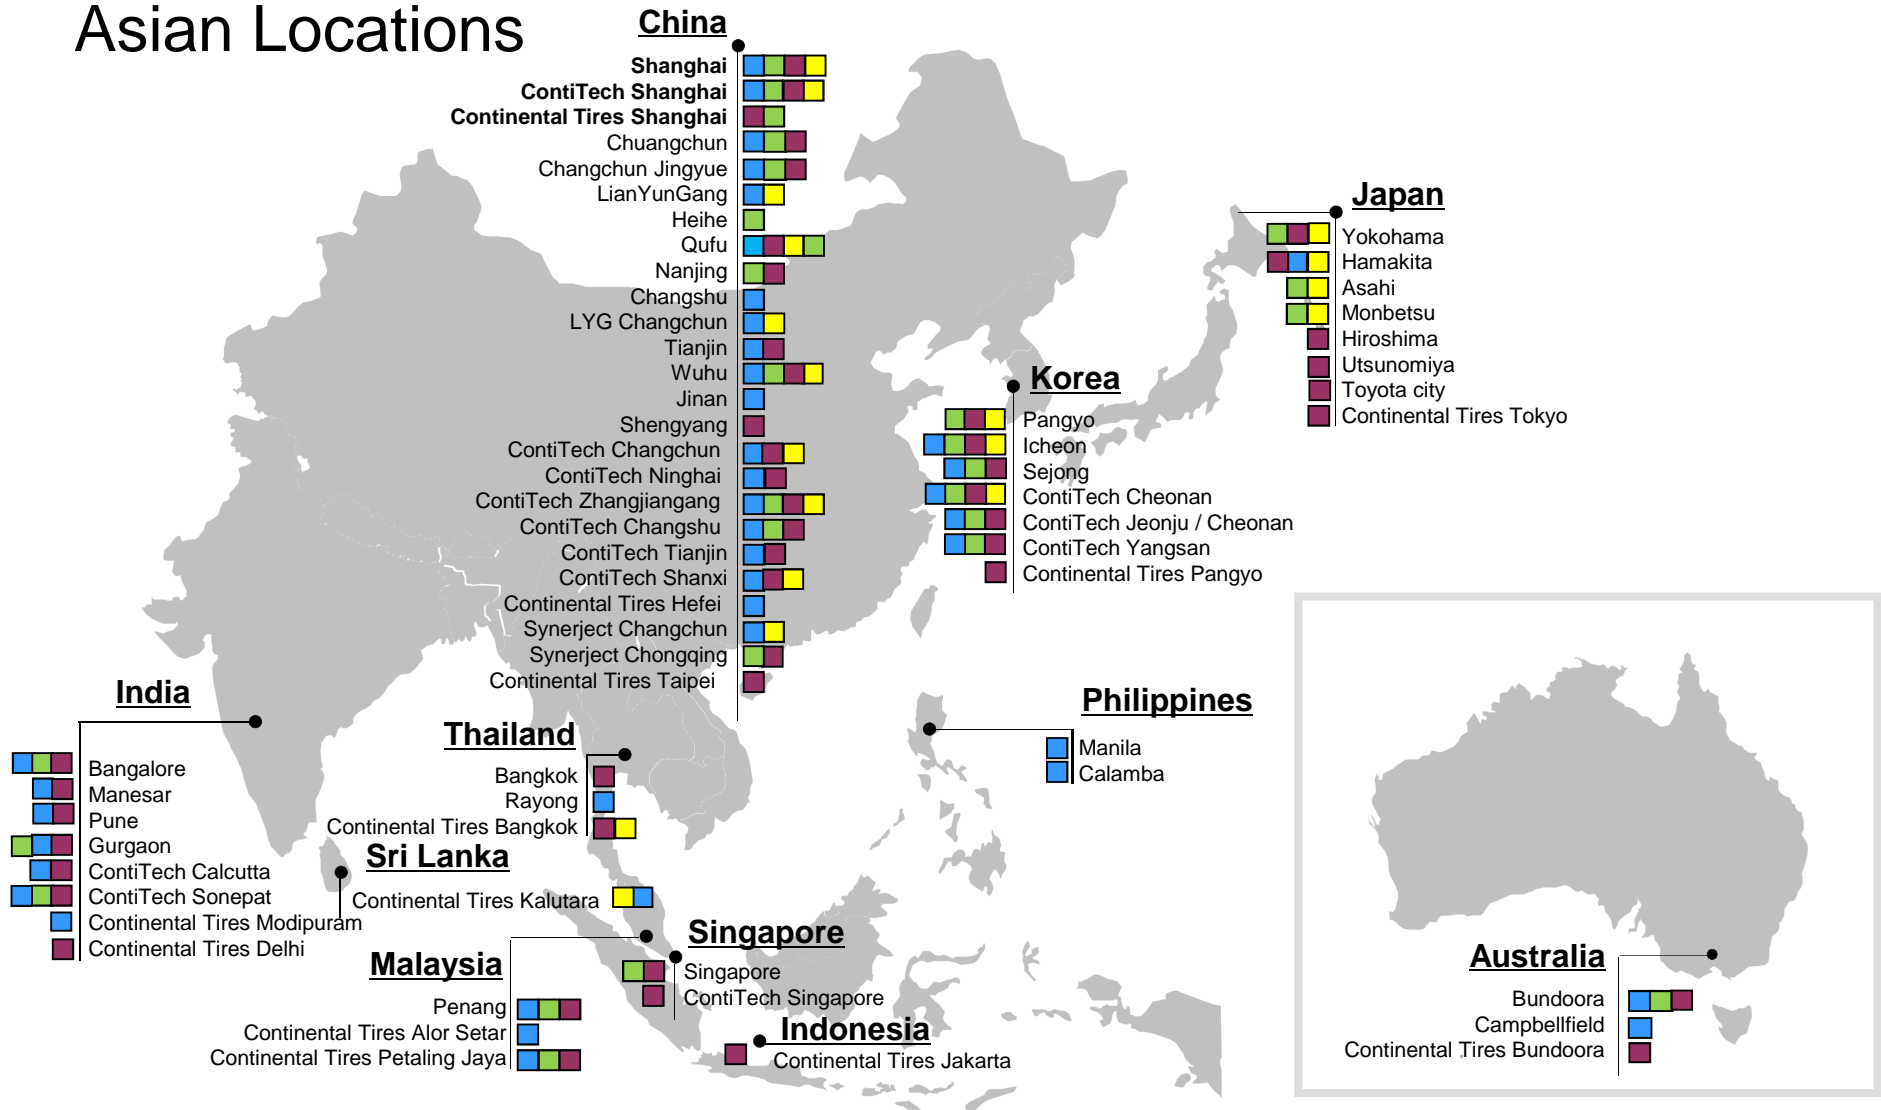 Asian Locations
China
Shanghai
ContiTech Shanghai
Continental Tires Shanghai
Chuangchun
Changchun Jingyue
LianYunGang
Heihe
Qufu
Nanjing
Changshu
LYG Changchun
Tianjin
Wuhu
Jinan
Shengyang
ContiTech Changchun
ContiTech Ninghai
ContiTech Zhangjiangang
ContiTech Changshu
ContiTech Tianjin
ContiTech Shanxi
Continental Tires Hefei
Synerject Changchun
Synerject Chongqing
Continental Tires Taipei
Japan
Yokohama
Hamakita
Asahi
Monbetsu
Hiroshima
Utsunomiya
Toyota city
Continental Tires Tokyo
Korea
Pangyo
Icheon
Sejong
ContiTech Cheonan
ContiTech Jeonju / Cheonan
ContiTech Yangsan
Continental Tires Pangyo
India
Bangalore
Manesar
Pune
Gurgaon
ContiTech Calcutta
ContiTech Sonepat
Continental Tires Modipuram
Continental Tires Delhi
Thailand
Bangkok
Rayong
Continental Tires Bangkok
Sri Lanka
Continental Tires Kalutara
Philippines
Manila
Calamba
Malaysia
Penang
Continental Tires Alor Setar
Continental Tires Petaling Jaya
Singapore
Singapore
ContiTech Singapore
Indonesia
Continental Tires Jakarta
Australia
Bundoora
Campbellfield
Continental Tires Bundoora